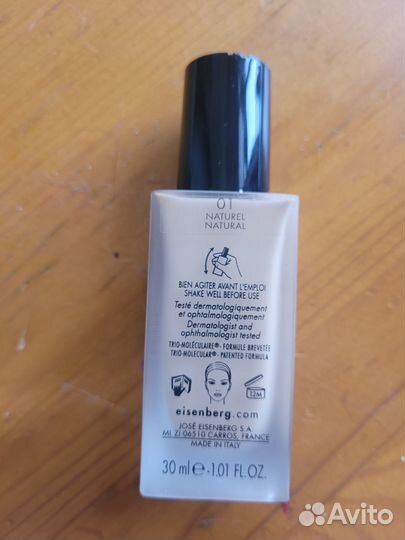 01
NATUREL
NATURAL
BIEN AGITER AVANT L'EMPLOI
SHAKE WELL BEFORE USE
Testé dermatologiquement
et ophtalmologiquement
Dermatologist and
ophthalmologist tested
TRIO-MOLÉCULAIRE® - FORMULE BREVETÉE
TRIO-MOLECULAR® - PATENTED FORMULA
12M
eisenberg.com
JOSÉ EISENBERG S.A.
ML ZI 06510 CARROS, FRANCE
MADE IN ITALY
30 ml ℮ -1.01 FL.OZ.
Avito